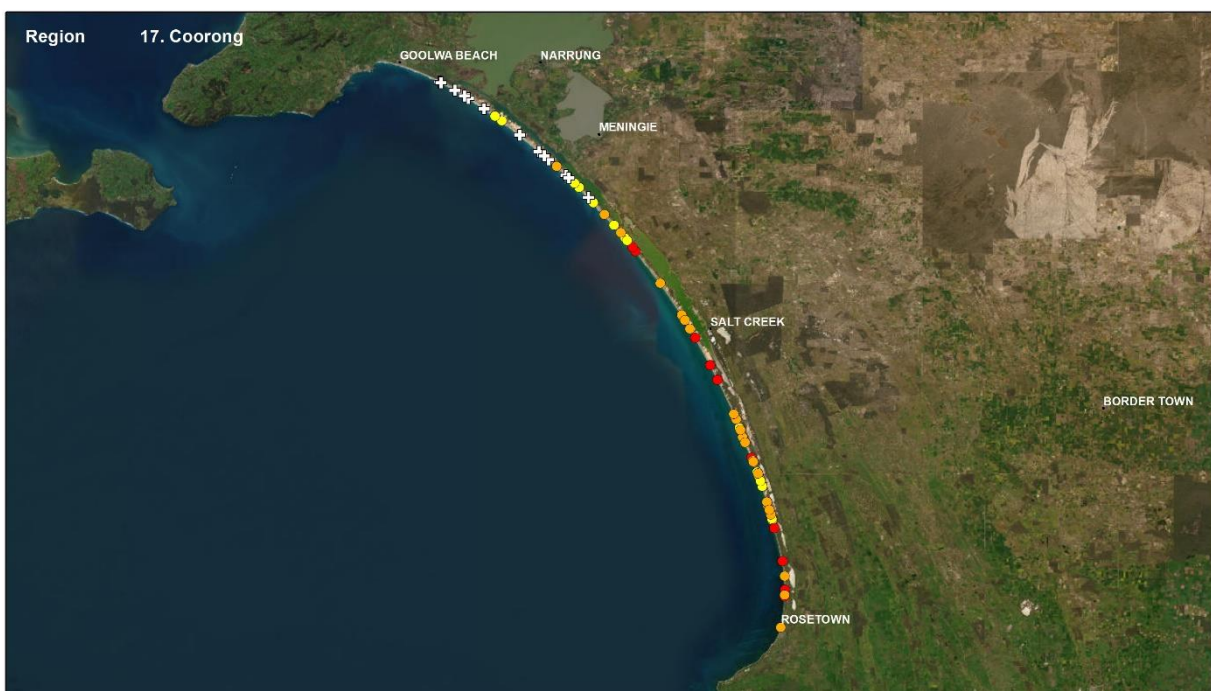 Region 17. Coorong
GOOLWA BEACH NARRUNG
MENINGIE
SALT CREEK
BORDER TOWN
ROSETOWN